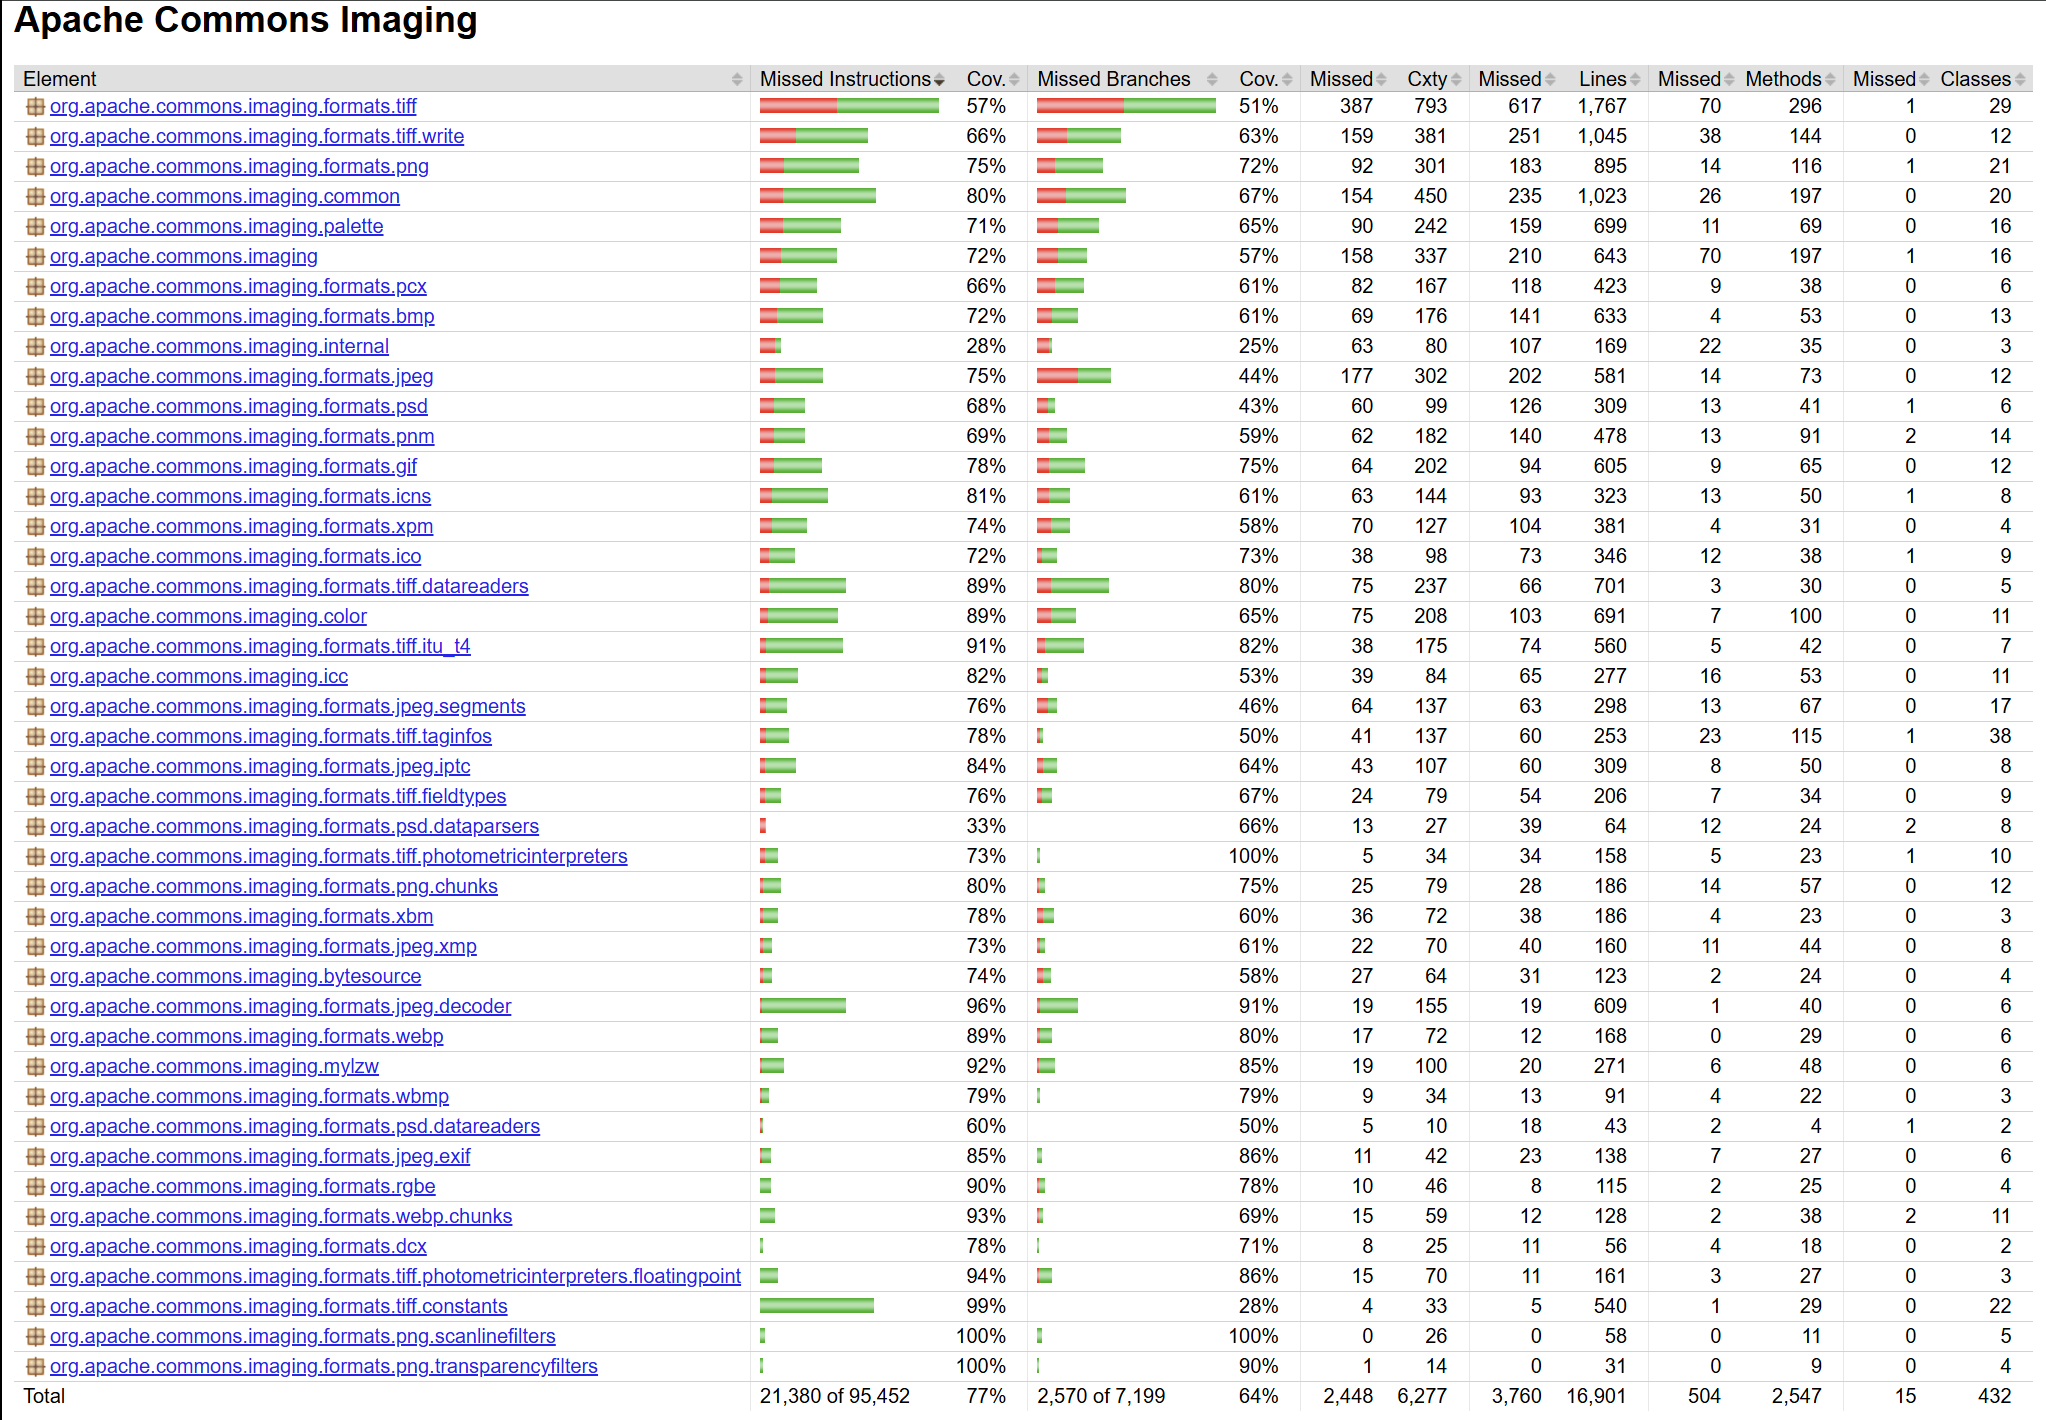 Apache Commons Imaging
Element Missed Instructions Cov. Missed Branches Cov. Missed Cxty Missed Lines Missed Methods Missed Classes
org.apache.commons.imaging.formats.tiff 57% 51% 387 793 617 1,767 70 296 1 29
org.apache.commons.imaging.formats.tiff.write 66% 63% 159 381 251 1,045 38 144 0 12
org.apache.commons.imaging.formats.png 75% 72% 92 301 183 895 14 116 1 21
org.apache.commons.imaging.common 80% 67% 154 450 235 1,023 26 197 0 20
org.apache.commons.imaging.palette 71% 65% 90 242 159 699 11 69 0 16
org.apache.commons.imaging 72% 57% 158 337 210 643 70 197 1 16
org.apache.commons.imaging.formats.pcx 66% 61% 82 167 118 423 9 38 0 6
org.apache.commons.imaging.formats.bmp 72% 61% 69 176 141 633 4 53 0 13
org.apache.commons.imaging.internal 28% 25% 63 80 107 169 22 35 0 3
org.apache.commons.imaging.formats.jpeg 75% 44% 177 302 202 581 14 73 0 12
org.apache.commons.imaging.formats.psd 68% 43% 60 99 126 309 13 41 1 6
org.apache.commons.imaging.formats.pnm 69% 59% 62 182 140 478 13 91 2 14
org.apache.commons.imaging.formats.gif 78% 75% 64 202 94 605 9 65 0 12
org.apache.commons.imaging.formats.icns 81% 61% 63 144 93 323 13 50 1 8
org.apache.commons.imaging.formats.xpm 74% 58% 70 127 104 381 4 31 0 4
org.apache.commons.imaging.formats.ico 72% 73% 38 98 73 346 12 38 1 9
org.apache.commons.imaging.formats.tiff.datareaders 89% 80% 75 237 66 701 3 30 0 5
org.apache.commons.imaging.color 89% 65% 75 208 103 691 7 100 0 11
org.apache.commons.imaging.formats.tiff.itu_t4 91% 82% 38 175 74 560 5 42 0 7
org.apache.commons.imaging.icc 82% 53% 39 84 65 277 16 53 0 11
org.apache.commons.imaging.formats.jpeg.segments 76% 46% 64 137 63 298 13 67 0 17
org.apache.commons.imaging.formats.tiff.taginfos 78% 50% 41 137 60 253 23 115 1 38
org.apache.commons.imaging.formats.jpeg.iptc 84% 64% 43 107 60 309 8 50 0 8
org.apache.commons.imaging.formats.tiff.fieldtypes 76% 67% 24 79 54 206 7 34 0 9
org.apache.commons.imaging.formats.psd.dataparsers 33% 66% 13 27 39 64 12 24 2 8
org.apache.commons.imaging.formats.tiff.photometricinterpreters 73% 100% 5 34 34 158 5 23 1 10
org.apache.commons.imaging.formats.png.chunks 80% 75% 25 79 28 186 14 57 0 12
org.apache.commons.imaging.formats.xbm 78% 60% 36 72 38 186 4 23 0 3
org.apache.commons.imaging.formats.jpeg.xmp 73% 61% 22 70 40 160 11 44 0 8
org.apache.commons.imaging.bytesource 74% 58% 27 64 31 123 2 24 0 4
org.apache.commons.imaging.formats.jpeg.decoder 96% 91% 19 155 19 609 1 40 0 6
org.apache.commons.imaging.formats.webp 89% 80% 17 72 12 168 0 29 0 6
org.apache.commons.imaging.mylzw 92% 85% 19 100 20 271 6 48 0 6
org.apache.commons.imaging.formats.wbmp 79% 79% 9 34 13 91 4 22 0 3
org.apache.commons.imaging.formats.psd.datareaders 60% 50% 5 10 18 43 2 4 1 2
org.apache.commons.imaging.formats.jpeg.exif 85% 86% 11 42 23 138 7 27 0 6
org.apache.commons.imaging.formats.rgbe 90% 78% 10 46 8 115 2 25 0 4
org.apache.commons.imaging.formats.webp.chunks 93% 69% 15 59 12 128 2 38 2 11
org.apache.commons.imaging.formats.dcx 78% 71% 8 25 11 56 4 18 0 2
org.apache.commons.imaging.formats.tiff.photometricinterpreters.floatingpoint 94% 86% 15 70 11 161 3 27 0 3
org.apache.commons.imaging.formats.tiff.constants 99% 28% 4 33 5 540 1 29 0 22
org.apache.commons.imaging.formats.png.scanlinefilters 100% 100% 0 26 0 58 0 11 0 5
org.apache.commons.imaging.formats.png.transparencyfilters 100% 90% 1 14 0 31 0 9 0 4
Total 21,380 of 95,452 77% 2,570 of 7,199 64% 2,448 6,277 3,760 16,901 504 2,547 15 432